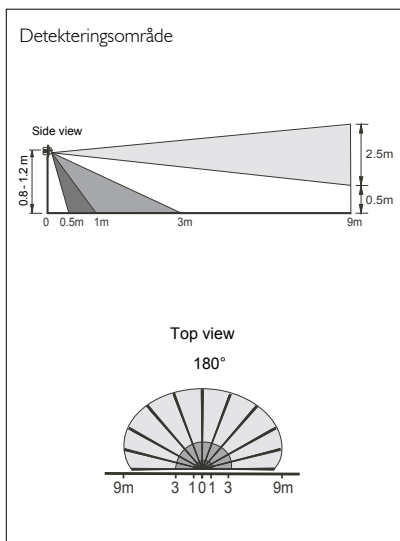 Detekteringsområde
Side view
0.8 - 1.2 m
2.5m
0.5m
0 0.5m 1m 3m 9m
Top view
180°
9m 3 1 0 1 3 9m